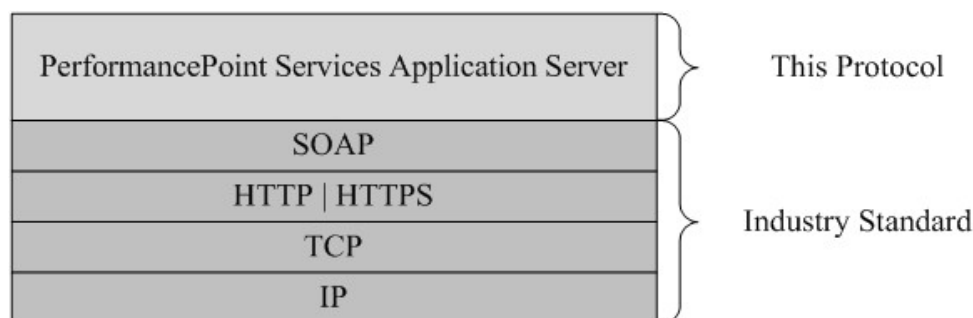 PerformancePoint Services Application Server
This Protocol
SOAP
HTTP | HTTPS
TCP
IP
Industry Standard